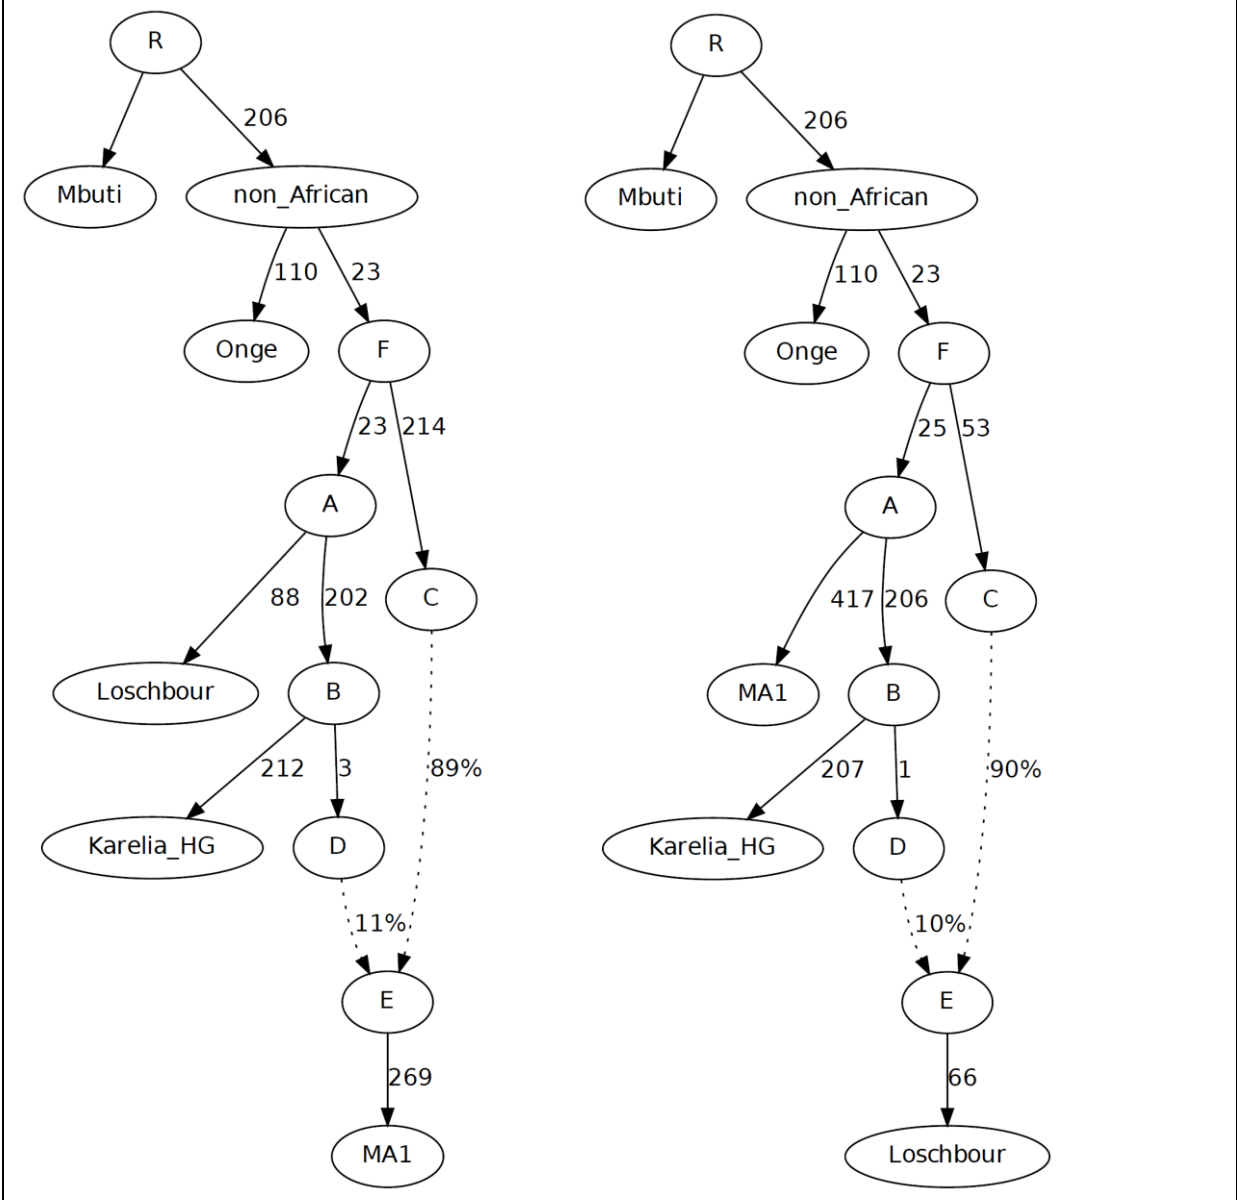 R
206
Mbuti
non_African
110
23
Onge
F
23
214
A
88
202
C
Loschbour
B
212
3
89%
Karelia_HG
D
11%
E
269
MA1
R
206
Mbuti
non_African
110
23
Onge
F
25
53
A
417
206
C
MA1
B
207
1
90%
Karelia_HG
D
10%
E
66
Loschbour